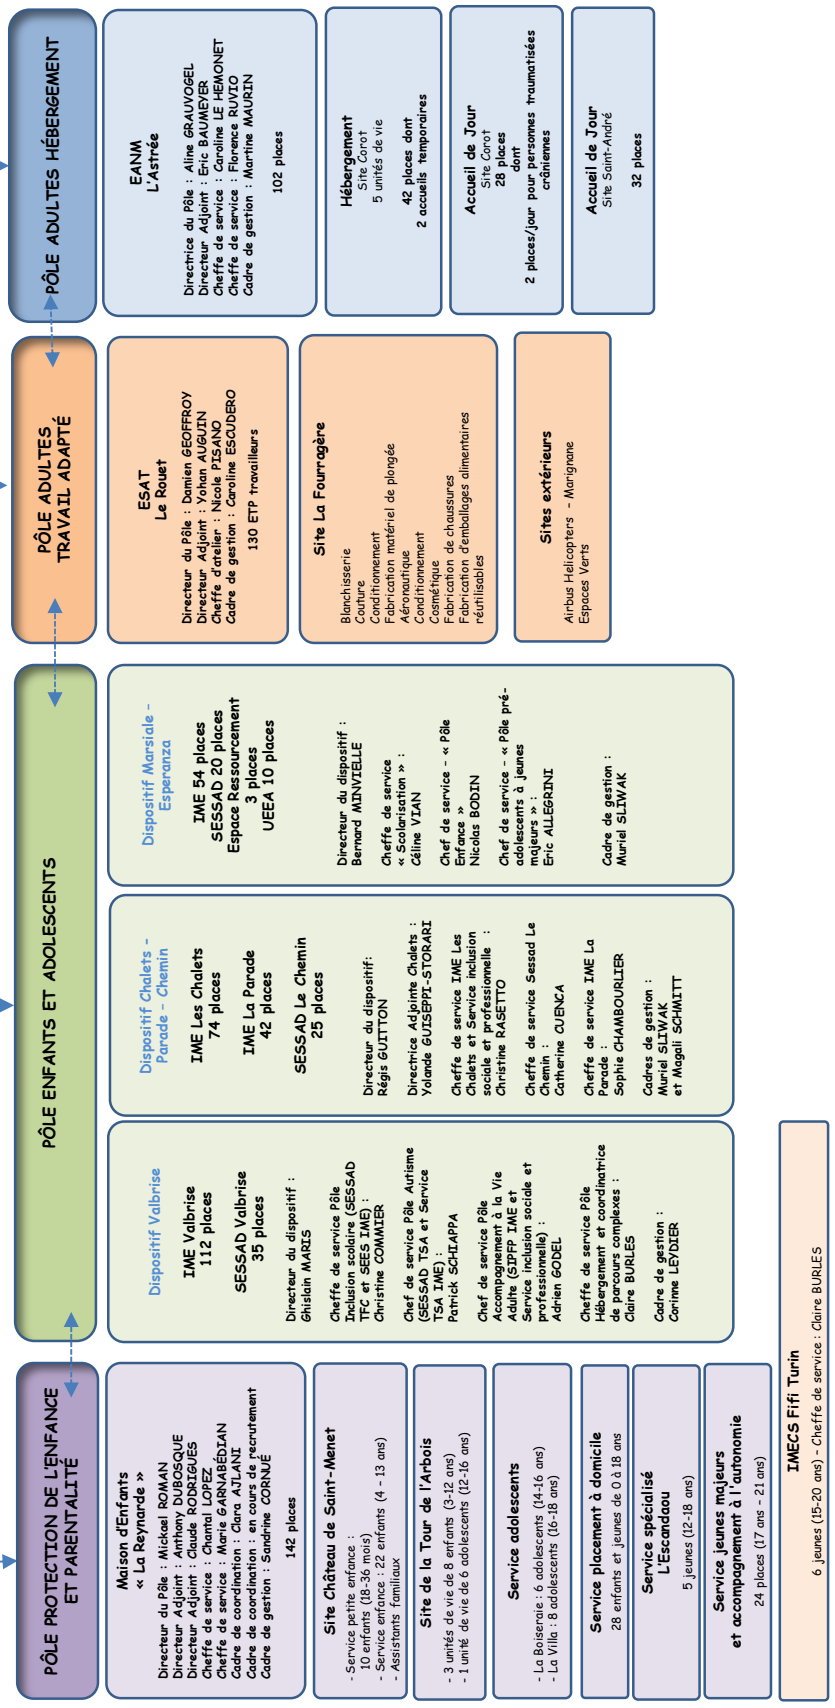 PÔLE PROTECTION DE L'ENFANCE
ET PARENTALITÉ
Maison d'Enfants
« La Reynarde »
Directeur du Pôle : Mickael ROMAN
Directeur Adjoint : Anthony DUBOSQUE
Directeur Adjoint : Claude RODRIGUES
Cheffe de service : Chantal LOPEZ
Cheffe de service : Marie GARNABÉDIAN
Cadre de coordination : Clara AJLANI
Cadre de coordination : en cours de recrutement
Cadre de gestion : Sandrine CORNUÉ
142 places
Site Château de Saint-Menet
- Service petite enfance :
10 enfants (18-36 mois)
- Service enfance : 22 enfants (4 – 13 ans)
- Assistants familiaux
Site de la Tour de l'Arbois
- 3 unités de vie de 8 enfants (3-12 ans)
- 1 unité de vie de 6 adolescents (12-16 ans)
Service adolescents
- La Boiseraie : 6 adolescents (14-16 ans)
- La Villa : 8 adolescents (16-18 ans)
Service placement à domicile
28 enfants et jeunes de 0 à 18 ans
Service spécialisé
L'Escandaou
5 jeunes (12-18 ans)
Service jeunes majeurs
et accompagnement à l'autonomie
24 places (17 ans – 21 ans)
PÔLE ENFANTS ET ADOLESCENTS
Dispositif Valbrise
IME Valbrise
112 places
SESSAD Valbrise
35 places
Directeur du dispositif :
Ghislain MARIS
Cheffe de service Pôle
Inclusion scolaire (SESSAD
TFC et SEES IME) :
Christine COMMIER
Chef de service Pôle Autisme
(SESSAD TSA et Service
TSA IME) :
Patrick SCHIAPPA
Chef de service Pôle
Accompagnement à la Vie
Adulte (SIPFP IME et
Service inclusion sociale et
professionnelle) :
Adrien GODEL
Cheffe de service Pôle
Hébergement et coordinatrice
de parcours complexes :
Claire BURLES
Cadre de gestion :
Corinne LEYDIER
Dispositif Chalets –
Parade - Chemin
IME Les Chalets
74 places
IME La Parade
42 places
SESSAD Le Chemin
25 places
Directeur du dispositif:
Régis GUITTON
Directrice Adjointe Chalets :
Yolande GUISEPPI-STORARI
Cheffe de service IME Les
Chalets et Service inclusion
sociale et professionnelle :
Christine RASETTO
Cheffe de service Sessad Le
Chemin :
Catherine CUENCA
Cheffe de service IME La
Parade :
Sophie CHAMBOURLIER
Cadres de gestion :
Muriel SLIWAK
et Magali SCHMITT
Dispositif Marsiale –
Esperanza
IME 54 places
SESSAD 20 places
Espace Ressourcement
3 places
UEEA 10 places
Directeur du dispositif :
Bernard MINVIELLE
Cheffe de service
« Scolarisation » :
Céline VIAN
Chef de service – « Pôle
Enfance »
Nicolas BODIN
Chef de service – « Pôle pré-
adolescents à jeunes
majeurs » :
Eric ALLEGRINI
Cadre de gestion :
Muriel SLIWAK
IMECS Fifi Turin
6 jeunes (15-20 ans) – Cheffe de service : Claire BURLES
PÔLE ADULTES
TRAVAIL ADAPTÉ
ESAT
Le Rouet
Directeur du Pôle : Damien GEOFFROY
Directeur Adjoint : Yohan AUGUIN
Cheffe d'atelier : Nicole PISANO
Cadre de gestion : Caroline ESCUDERO
130 ETP travailleurs
Site La Fourragère
Blanchisserie
Couture
Conditionnement
Fabrication matériel de plongée
Aéronautique
Conditionnement
Cosmétique
Fabrication de chaussures
Fabrication d'emballages alimentaires
réutilisables
Sites extérieurs
Airbus Helicopters – Marignane
Espaces Verts
PÔLE ADULTES HÉBERGEMENT
EANM
L'Astrée
Directrice du Pôle : Aline GRAUVOGEL
Directeur Adjoint : Eric BAUMEYER
Cheffe de service : Caroline LE HEMONET
Cheffe de service : Florence RUVIO
Cadre de gestion : Martine MAURIN
102 places
Hébergement
Site Corot
5 unités de vie
42 places dont
2 accueils temporaires
Accueil de Jour
Site Corot
28 places
dont
2 places/jour pour personnes traumatisées
crâniennes
Accueil de Jour
Site Saint-André
32 places